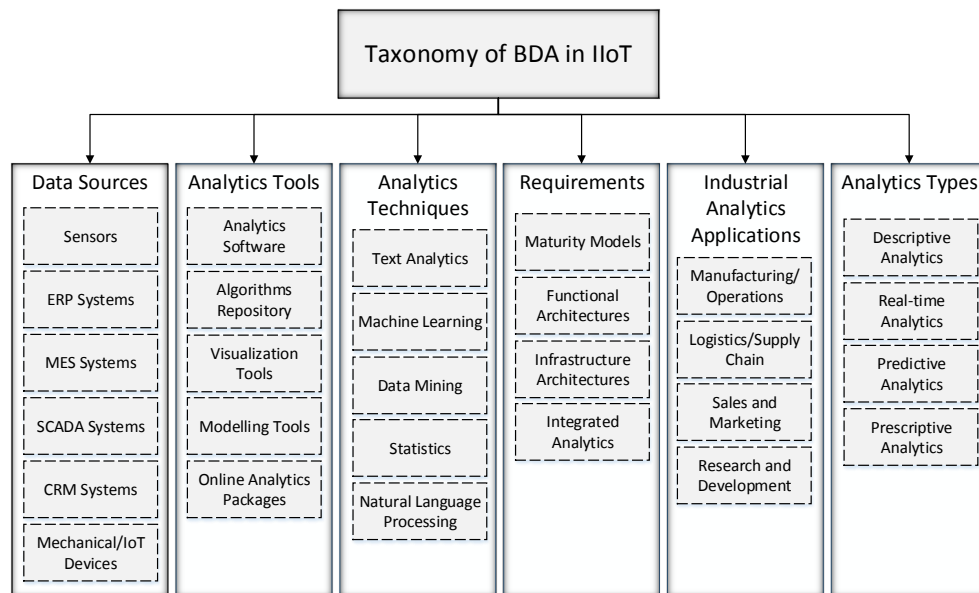 Taxonomy of BDA in IIoT
Data Sources
Sensors
ERP Systems
MES Systems
SCADA Systems
CRM Systems
Mechanical/IoT
Devices
Analytics Tools
Analytics
Software
Algorithms
Repository
Visualization
Tools
Modelling Tools
Online Analytics
Packages
Analytics
Techniques
Text Analytics
Machine Learning
Data Mining
Statistics
Natural Language
Processing
Requirements
Maturity Models
Functional
Architectures
Infrastructure
Architectures
Integrated
Analytics
Industrial
Analytics
Applications
Manufacturing/
Operations
Logistics/Supply
Chain
Sales and
Marketing
Research and
Development
Analytics Types
Descriptive
Analytics
Real-time
Analytics
Predictive
Analytics
Prescriptive
Analytics